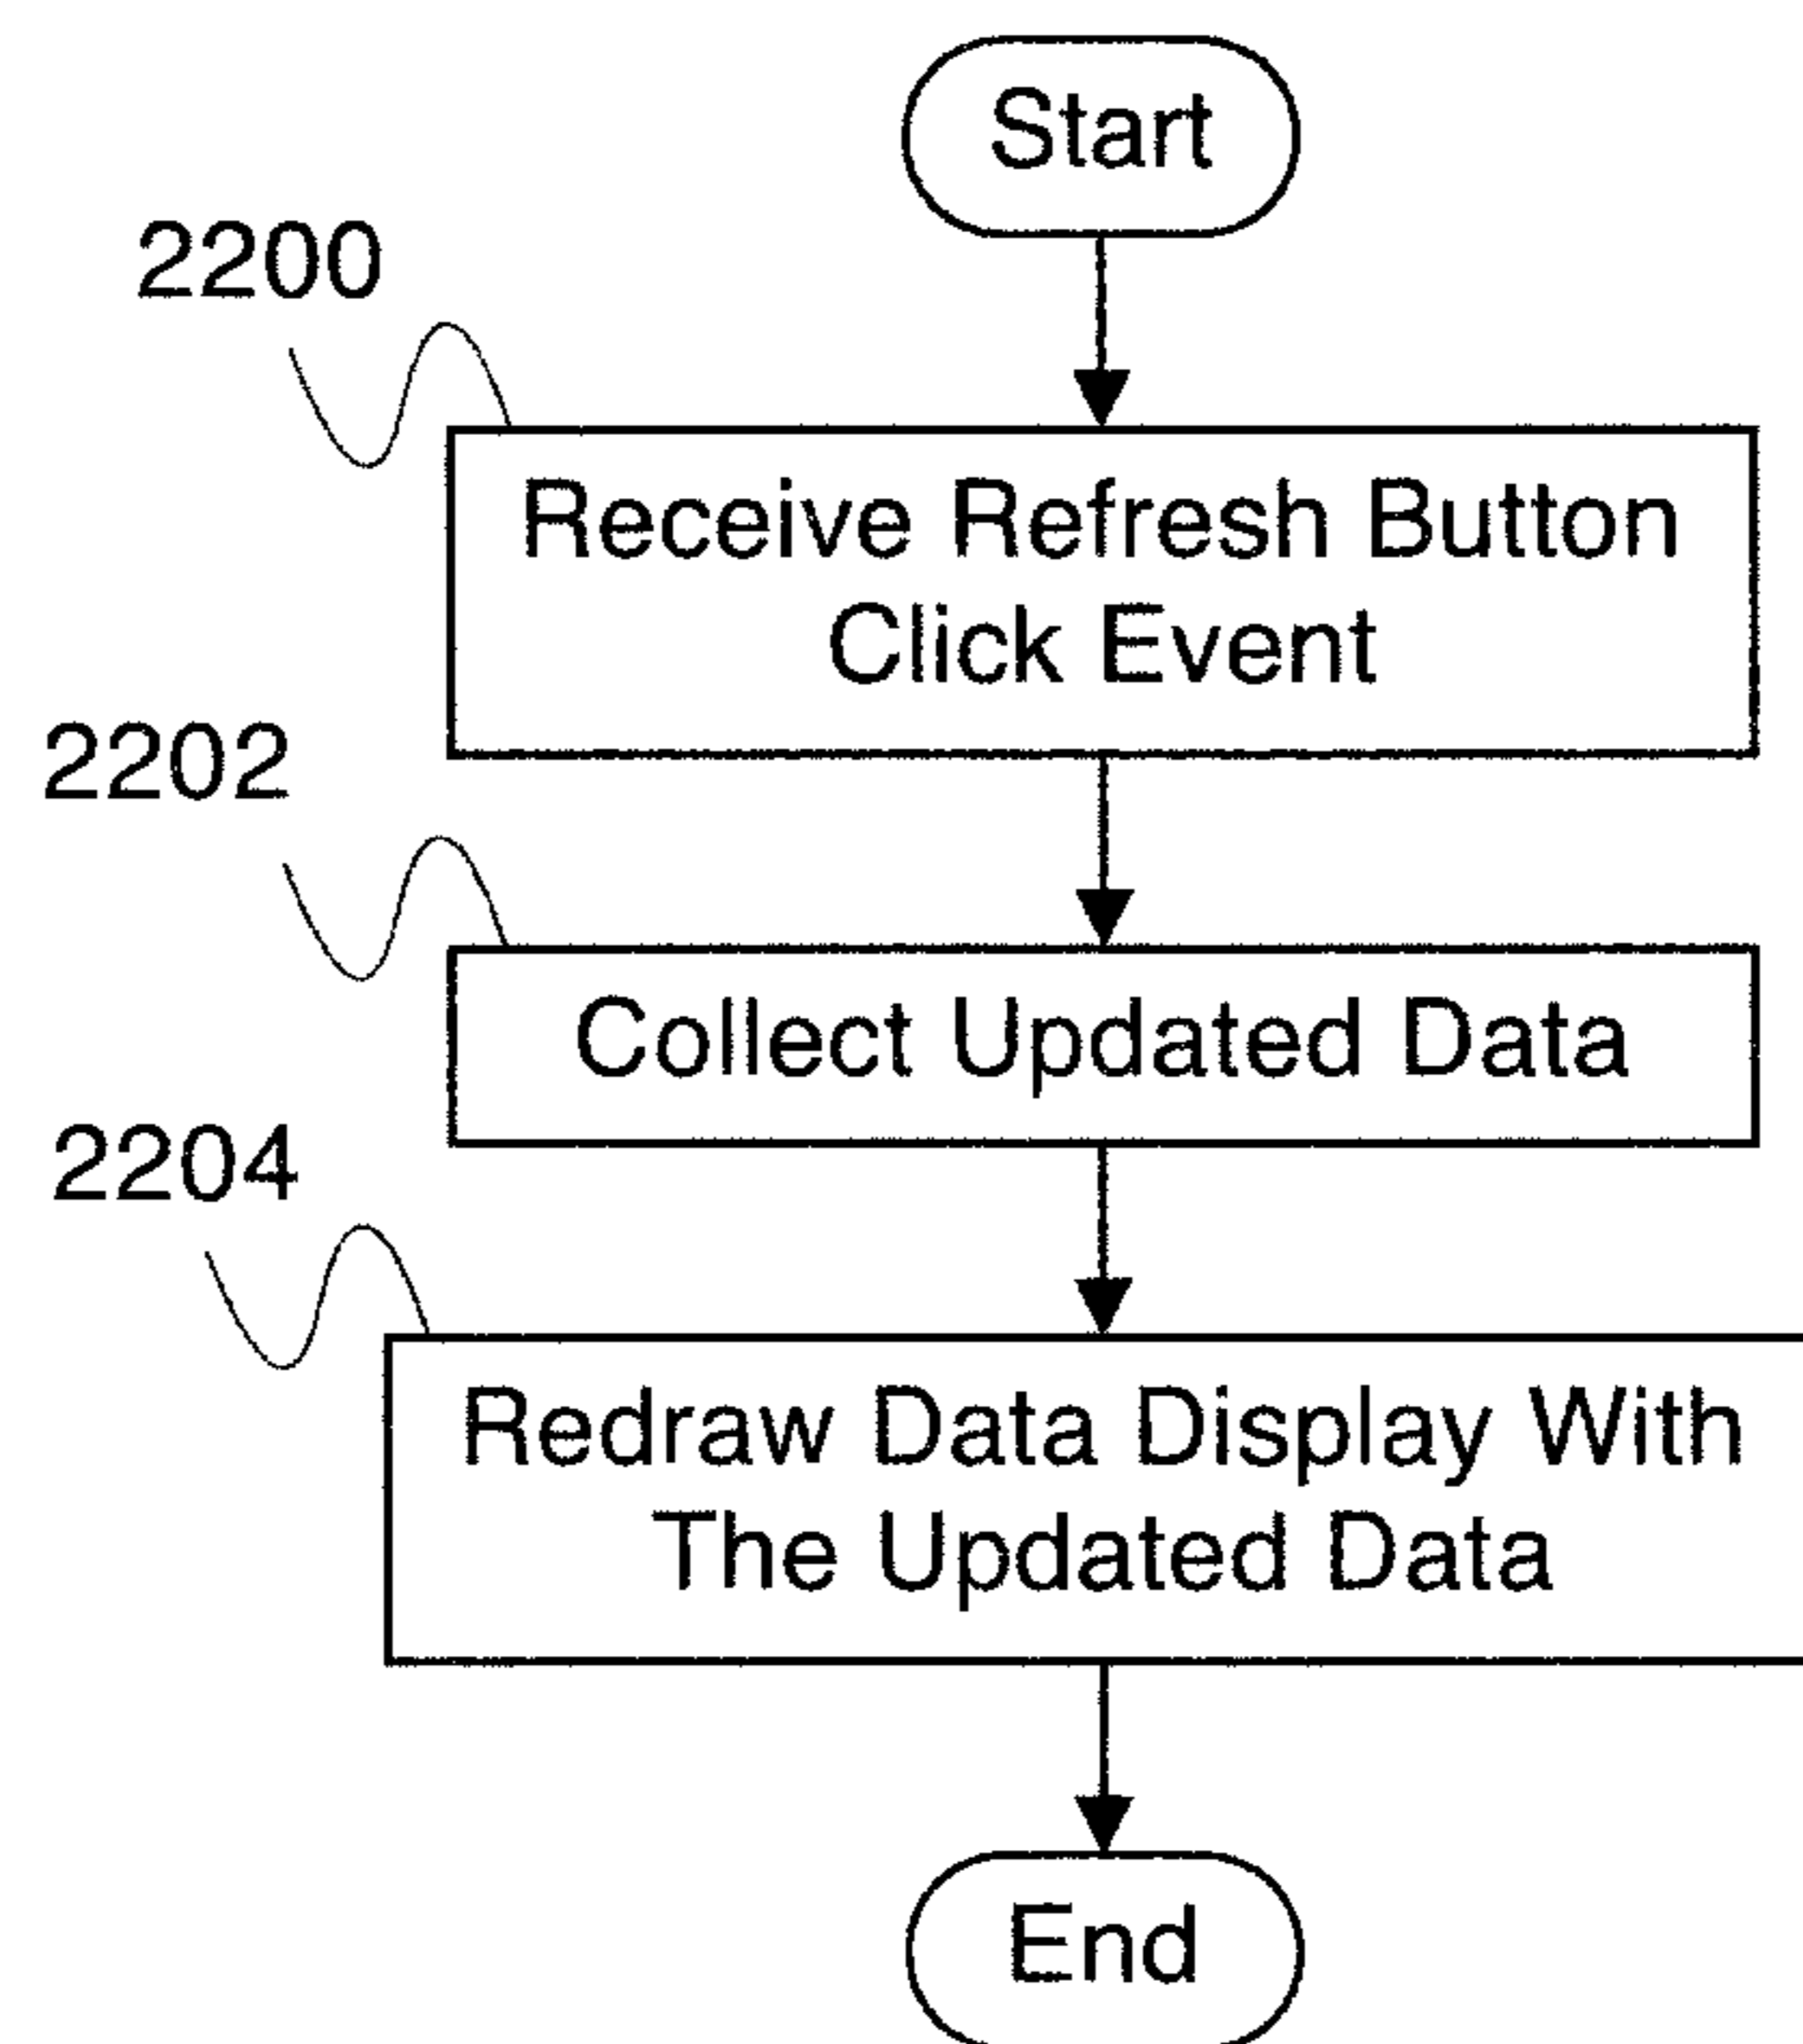 Start
2200
Receive Refresh Button
Click Event
2202
Collect Updated Data
2204
Redraw Data Display With
The Updated Data
End